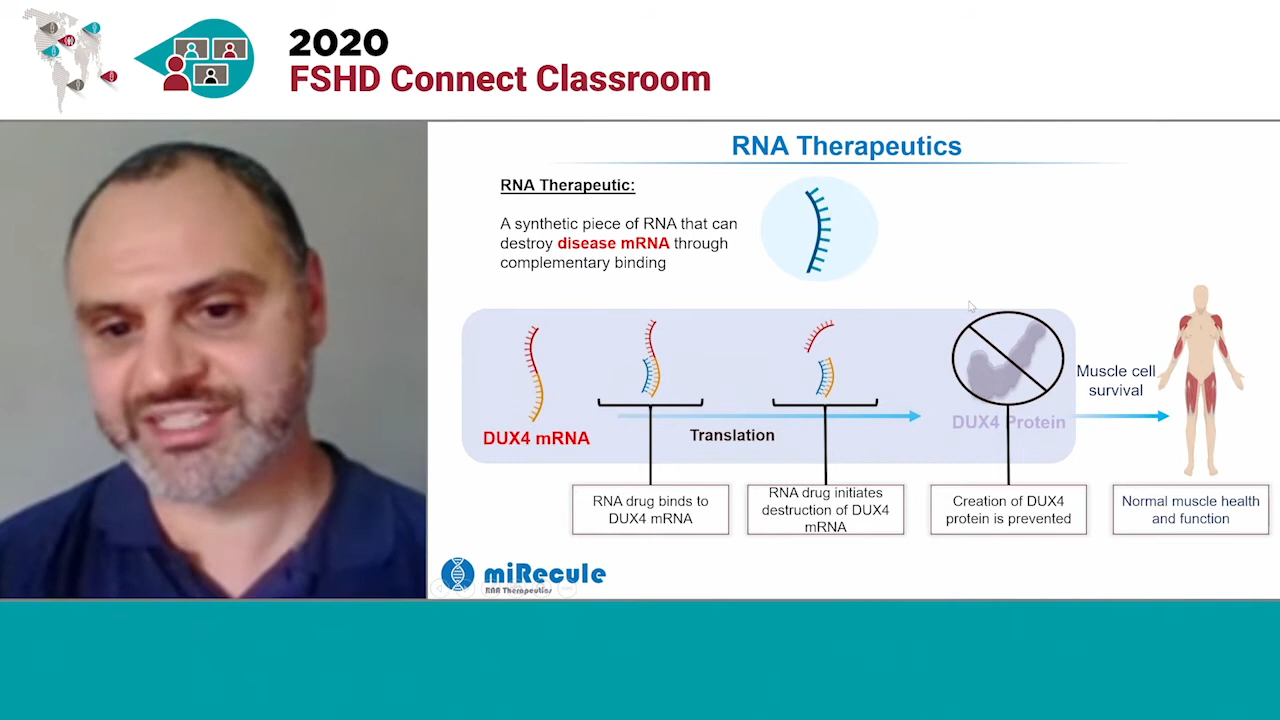 2020
FSHD Connect Classroom
RNA Therapeutics
RNA Therapeutic:
A synthetic piece of RNA that can
destroy disease mRNA through
complementary binding
DUX4 mRNA
Translation
DUX4 Protein
Muscle cell
survival
RNA drug binds to
DUX4 mRNA
RNA drug initiates
destruction of DUX4
mRNA
Creation of DUX4
protein is prevented
Normal muscle health
and function
miRecule
RNA Therapeutics